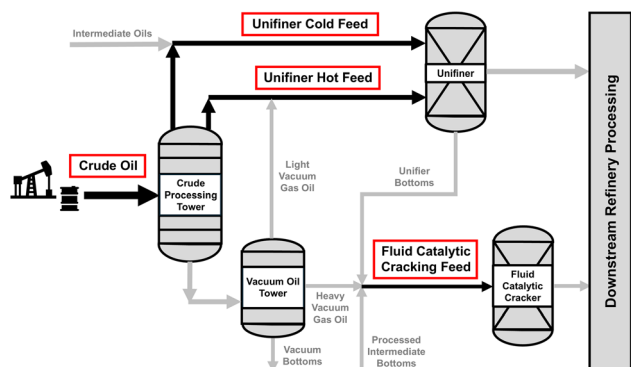 Intermediate Oils
Unifiner Cold Feed
Unifiner Hot Feed
Unifiner
Crude Oil
Crude
Processing
Tower
Light
Vacuum
Gas Oil
Unifier
Bottoms
Fluid Catalytic
Cracking Feed
Vacuum Oil
Tower
Heavy
Vacuum
Gas Oil
Fluid
Catalytic
Cracker
Vacuum
Bottoms
Processed
Intermediate
Bottoms
Downstream Refinery Processing